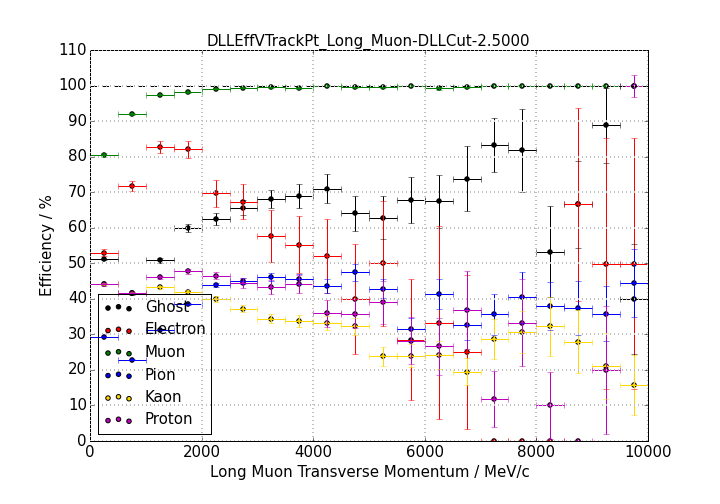 DLLEffVTrackPt_Long_Muon-DLLCut-2.5000
110
100
90
80
70
60
50
40
30
20
10
0
Efficiency / %
Ghost
Electron
Muon
Pion
Kaon
Proton
0 2000 4000 6000 8000 10000
Long Muon Transverse Momentum / MeV/c